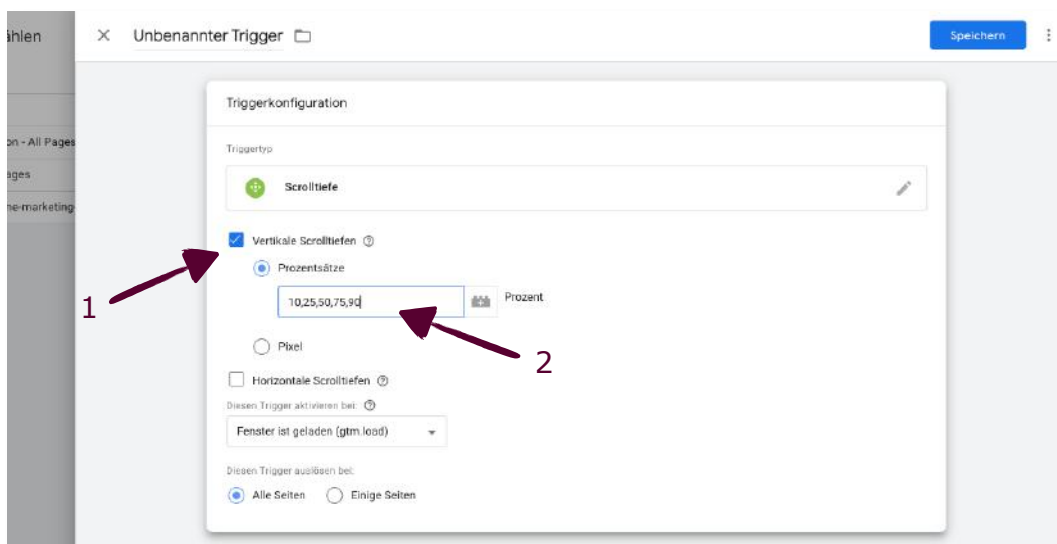 ählen
Unbenannter Trigger
Speichern
Triggerkonfiguration
on - All Pages
Triggertyp
ages
Scrolltiefe
ne-marketing-
Vertikale Scrolltiefen
Prozentsätze
1
10,25,50,75,90
Prozent
2
Pixel
Horizontale Scrolltiefen
Diesen Trigger aktivieren bei:
Fenster ist geladen (gtm.load)
Diesen Trigger auslösen bei:
Alle Seiten Einige Seiten